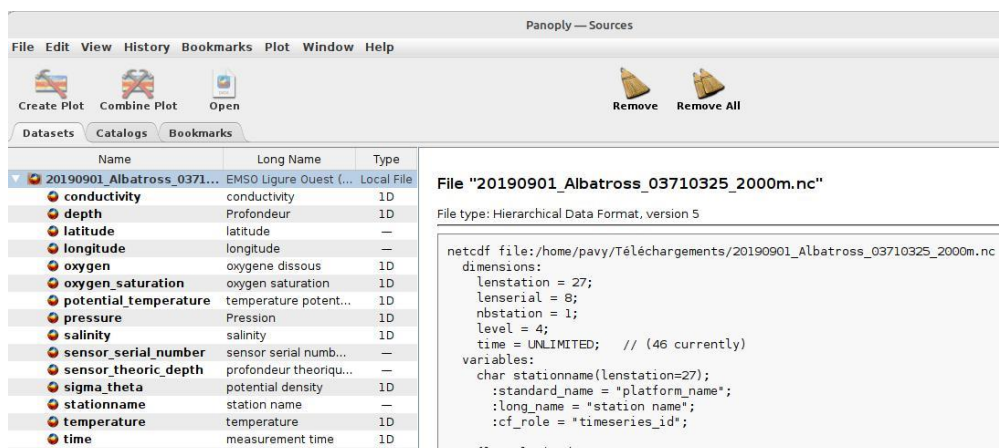 Panoply — Sources
File Edit View History Bookmarks Plot Window Help
Create Plot Combine Plot Open Remove Remove All
Datasets Catalogs Bookmarks
Name Long Name Type
20190901_Albatross_0371... EMSO Ligure Ouest (... Local File
conductivity conductivity 1D
depth Profondeur 1D
latitude latitude —
longitude longitude —
oxygen oxygene dissous 1D
oxygen_saturation oxygen saturation 1D
potential_temperature temperature potent... 1D
pressure Pression 1D
salinity salinity 1D
sensor_serial_number sensor serial numb... —
sensor_theoric_depth profondeur theoriqu... —
sigma_theta potential density 1D
stationname station name —
temperature temperature 1D
time measurement time 1D
File "20190901_Albatross_03710325_2000m.nc"
File type: Hierarchical Data Format, version 5
netcdf file:/home/pavy/Téléchargements/20190901_Albatross_03710325_2000m.nc
dimensions:
lenstation = 27;
lenserial = 8;
nbstation = 1;
level = 4;
time = UNLIMITED; // (46 currently)
variables:
char stationname(lenstation=27);
:standard_name = "platform_name";
:long_name = "station name";
:cf_role = "timeseries_id";